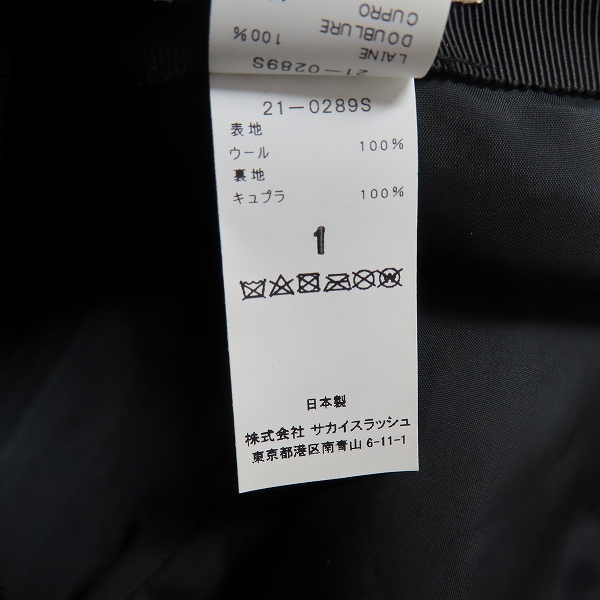 CUPRO
DOUBLURE
LAINE 100%
21-0289S
21-0289S
表地
ウール 100%
裏地
キュプラ 100%
1
日本製
株式会社 サカイスラッシュ
東京都港区南青山 6-11-1